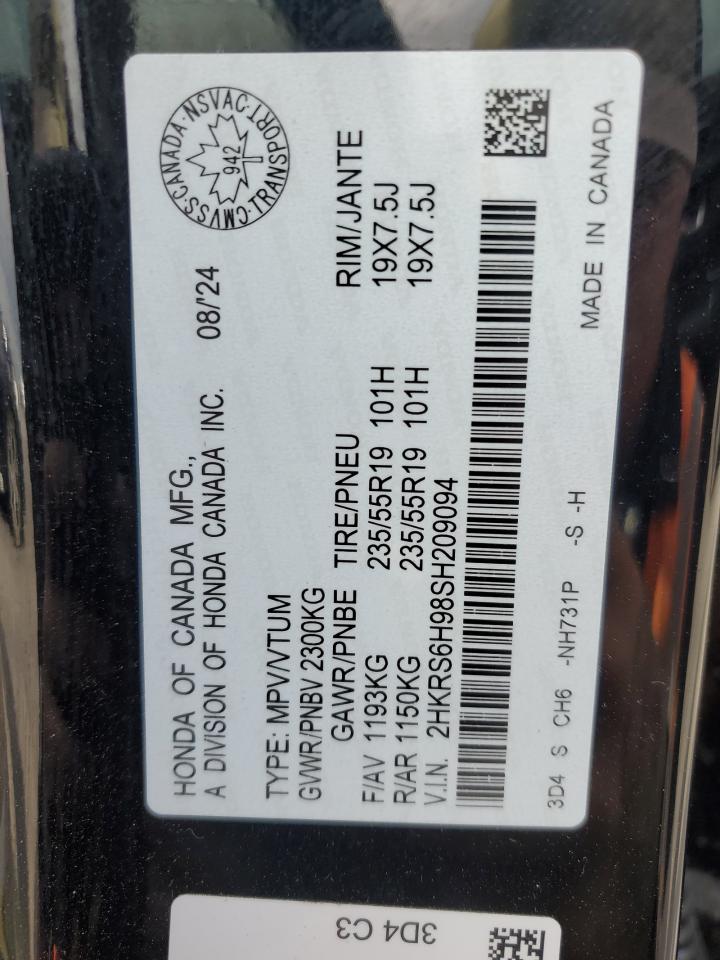 HONDA OF CANADA MFG.,
A DIVISION OF HONDA CANADA INC. 08/'24
CMVSS·CANADA·NSVAC·TRANSPORT·
942
TYPE: MPV/VTUM
GVWR/PNBV 2300KG
GAWR/PNBE TIRE/PNEU RIM/JANTE
F/AV 1193KG 235/55R19 101H 19X7.5J
R/AR 1150KG 235/55R19 101H 19X7.5J
V.I.N. 2HKRS6H98SH209094
3D4 S CH6 -NH731P -S -H MADE IN CANADA
3D4 C3